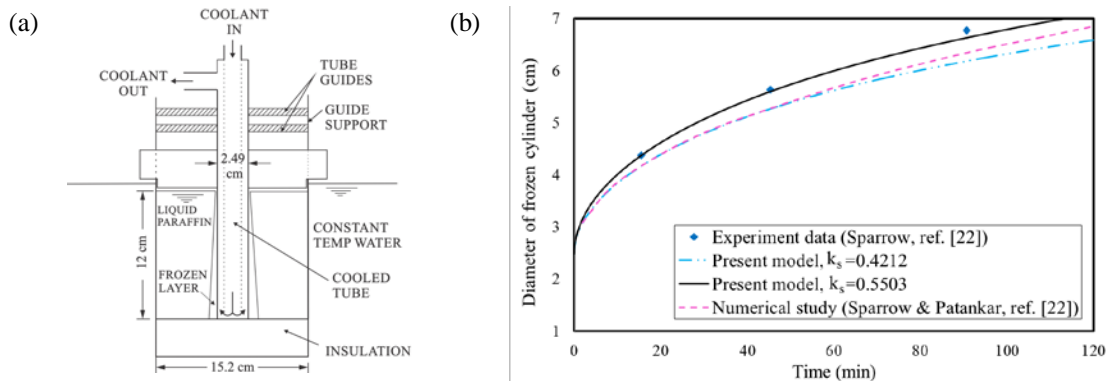 (a)
COOLANT
IN
COOLANT
OUT
TUBE
GUIDES
GUIDE
SUPPORT
2.49
cm
LIQUID
PARAFFIN
CONSTANT
TEMP WATER
12 cm
COOLED
TUBE
FROZEN
LAYER
INSULATION
15.2 cm
(b)
Diameter of frozen cylinder (cm)
7
6
5
4
3
2
1
Experiment data (Sparrow, ref. [22])
Present model, ks=0.4212
Present model, ks=0.5503
Numerical study (Sparrow & Patankar, ref. [22])
0 20 40 60 80 100 120
Time (min)